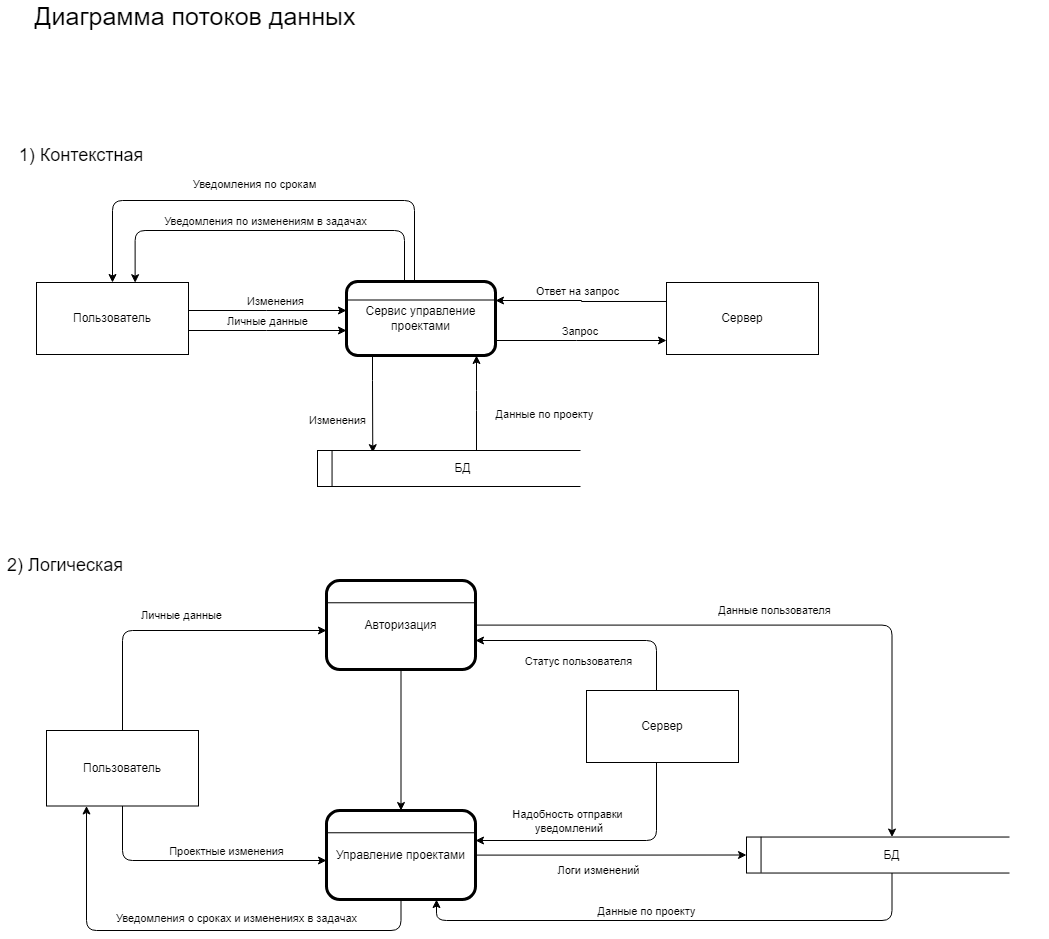 Диаграмма потоков данных
1) Контекстная
Уведомления по срокам
Уведомления по изменениям в задачах
Пользователь
Изменения
Личные данные
Сервис управление
проектами
Ответ на запрос
Запрос
Сервер
Изменения
Данные по проекту
БД
2) Логическая
Личные данные
Авторизация
Данные пользователя
Статус пользователя
Сервер
Пользователь
Надобность отправки
уведомлений
Проектные изменения
Управление проектами
Логи изменений
БД
Уведомления о сроках и изменениях в задачах
Данные по проекту